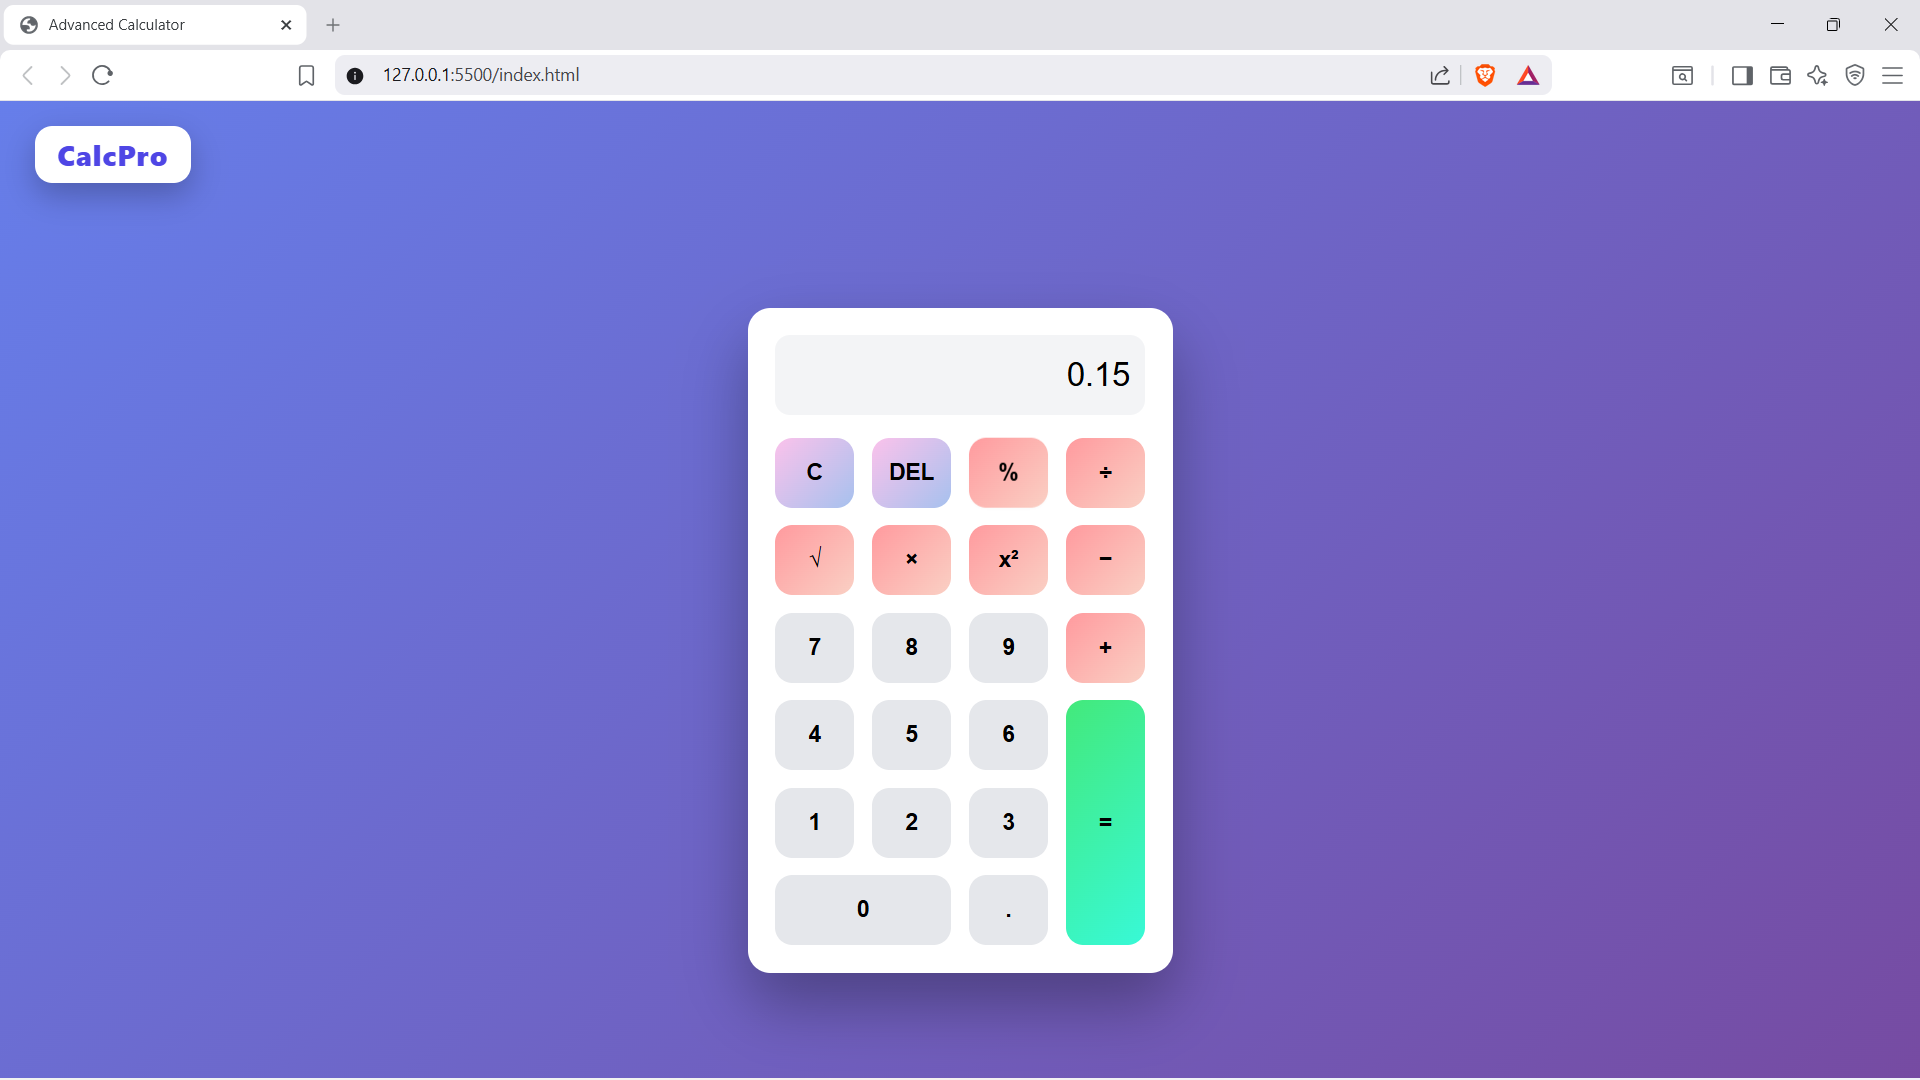 Advanced Calculator
127.0.0.1:5500/index.html
CalcPro
0.15
C DEL % ÷
√ × x² −
7 8 9 +
4 5 6
1 2 3 =
0 .